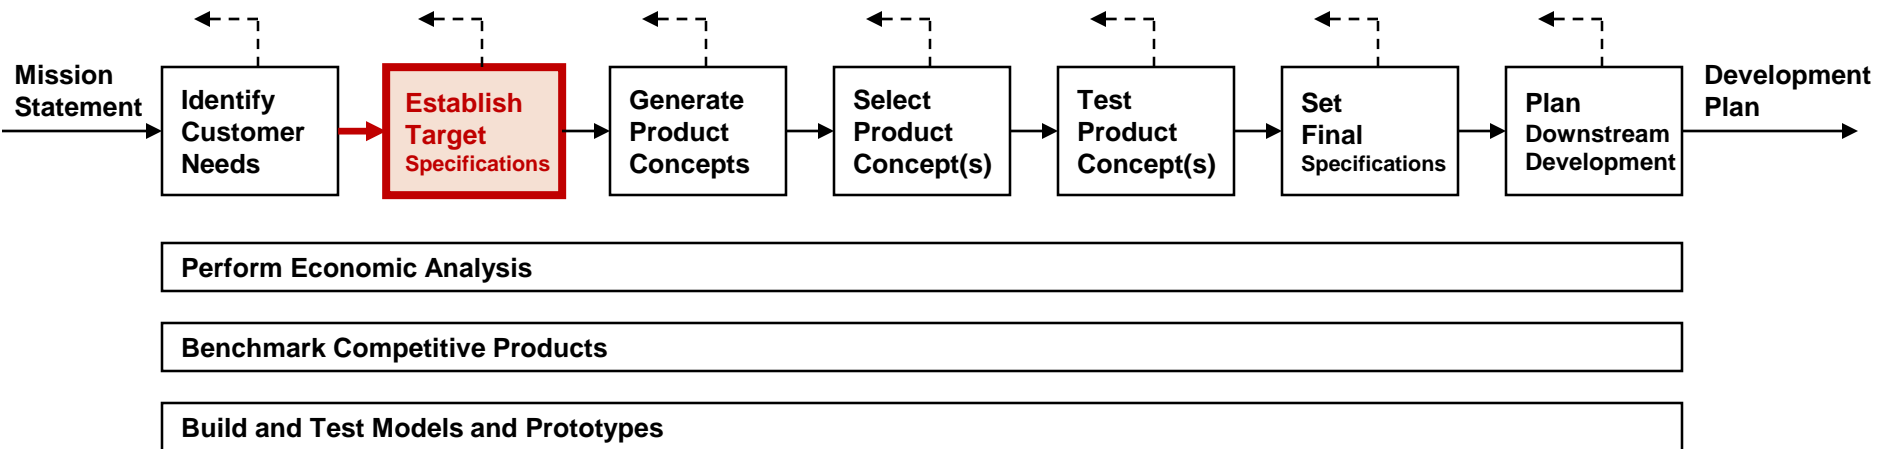 Mission
Statement
Identify
Customer
Needs
Establish
Target
Specifications
Generate
Product
Concepts
Select
Product
Concept(s)
Test
Product
Concept(s)
Set
Final
Specifications
Plan
Downstream
Development
Development
Plan
Perform Economic Analysis
Benchmark Competitive Products
Build and Test Models and Prototypes